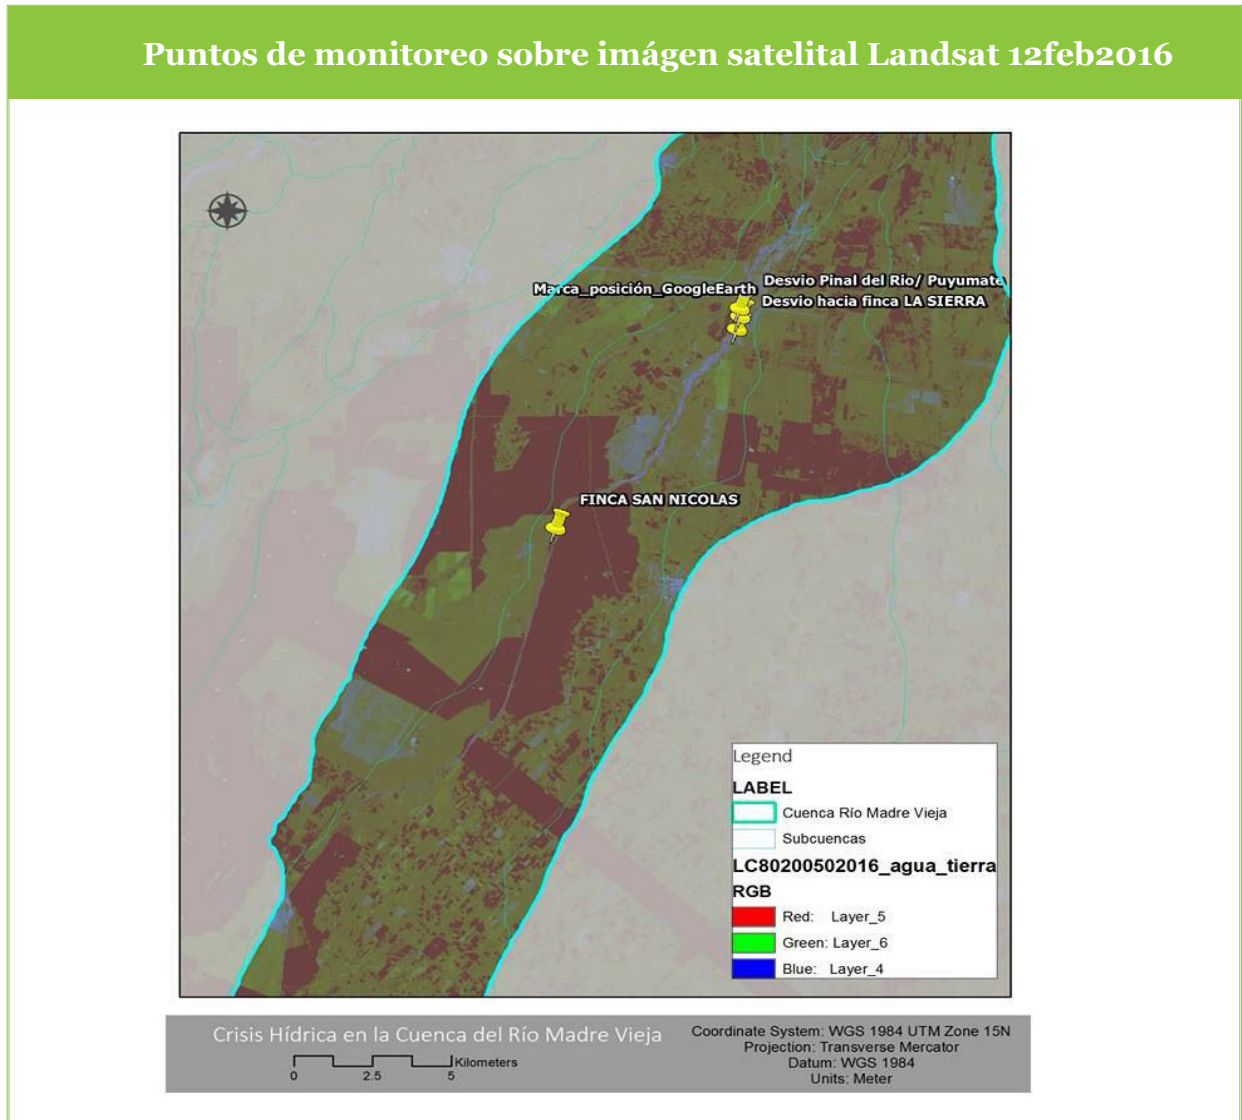 Puntos de monitoreo sobre imágen satelital Landsat 12feb2016
Desvio Pinal del Rio/ Puyumate
Marca_posición_GoogleEarth
Desvio hacia finca LA SIERRA
FINCA SAN NICOLAS
Legend
LABEL
Cuenca Río Madre Vieja
Subcuencas
LC80200502016_agua_tierra
RGB
Red: Layer_5
Green: Layer_6
Blue: Layer_4
Crisis Hídrica en la Cuenca del Río Madre Vieja
Kilometers
0 2.5 5
Coordinate System: WGS 1984 UTM Zone 15N
Projection: Transverse Mercator
Datum: WGS 1984
Units: Meter